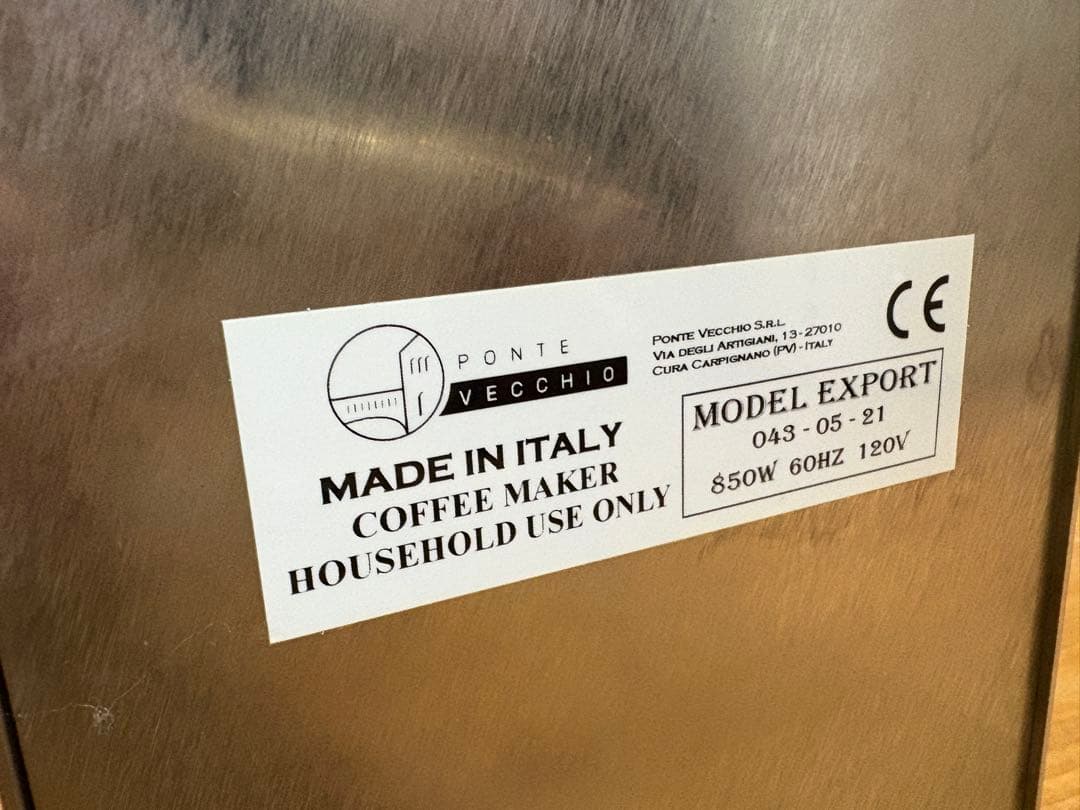 PONTE
VECCHIO
MADE IN ITALY
COFFEE MAKER
HOUSEHOLD USE ONLY
PONTE VECCHIO S.R.L.
VIA DEGLI ARTIGIANI, 13-27010
CURA CARPIGNANO (PV) - ITALY
CE
MODEL EXPORT
043 - 05 - 21
850W 60HZ 120V